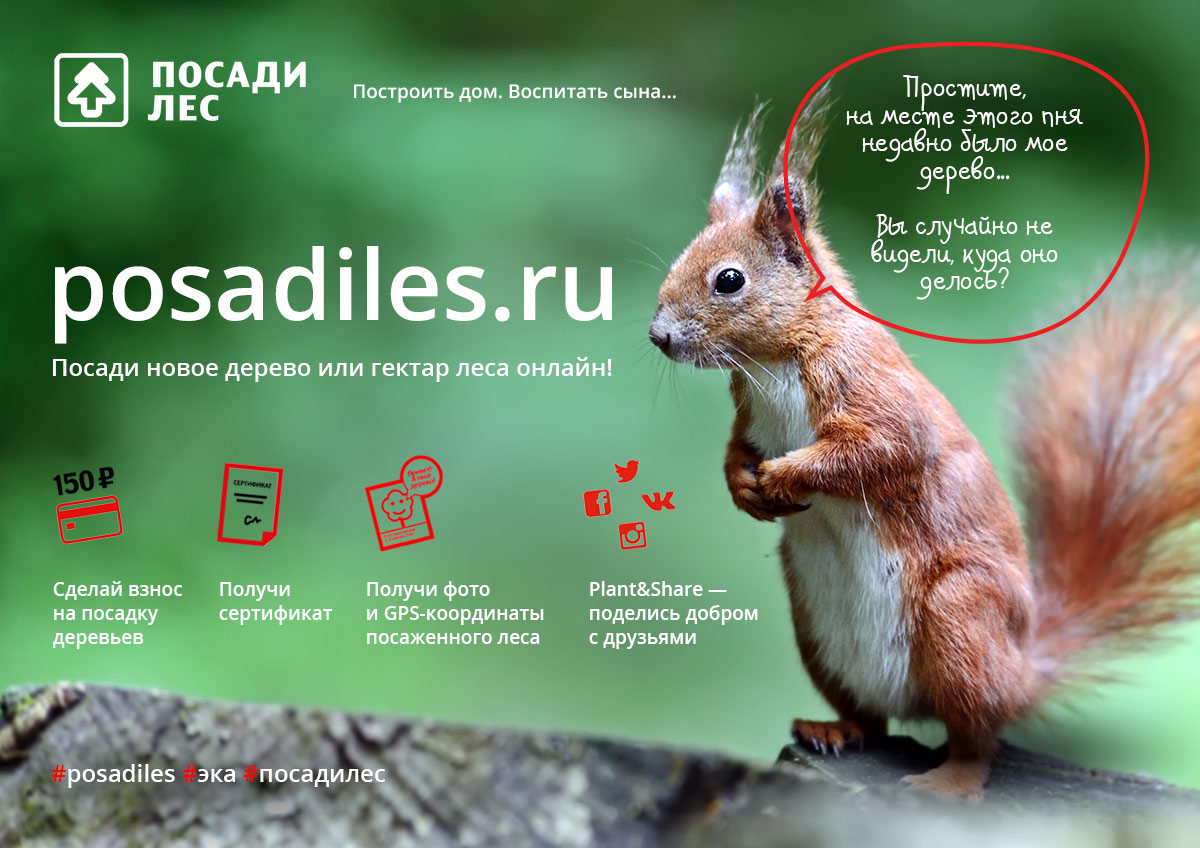 ПОСАДИ
ЛЕС
Построить дом. Воспитать сына...
Простите,
на месте этого пня
недавно было мое
дерево...
Вы случайно не
видели, куда оно
делось?
posadiles.ru
Посади новое дерево или гектар леса онлайн!
150 ₽
СЕРТИФИКАТ
Сделай взнос
на посадку
деревьев
Получи
сертификат
Получи фото
и GPS-координаты
посаженного леса
Plant&Share —
поделись добром
с друзьями
#posadiles #эка #посадилес